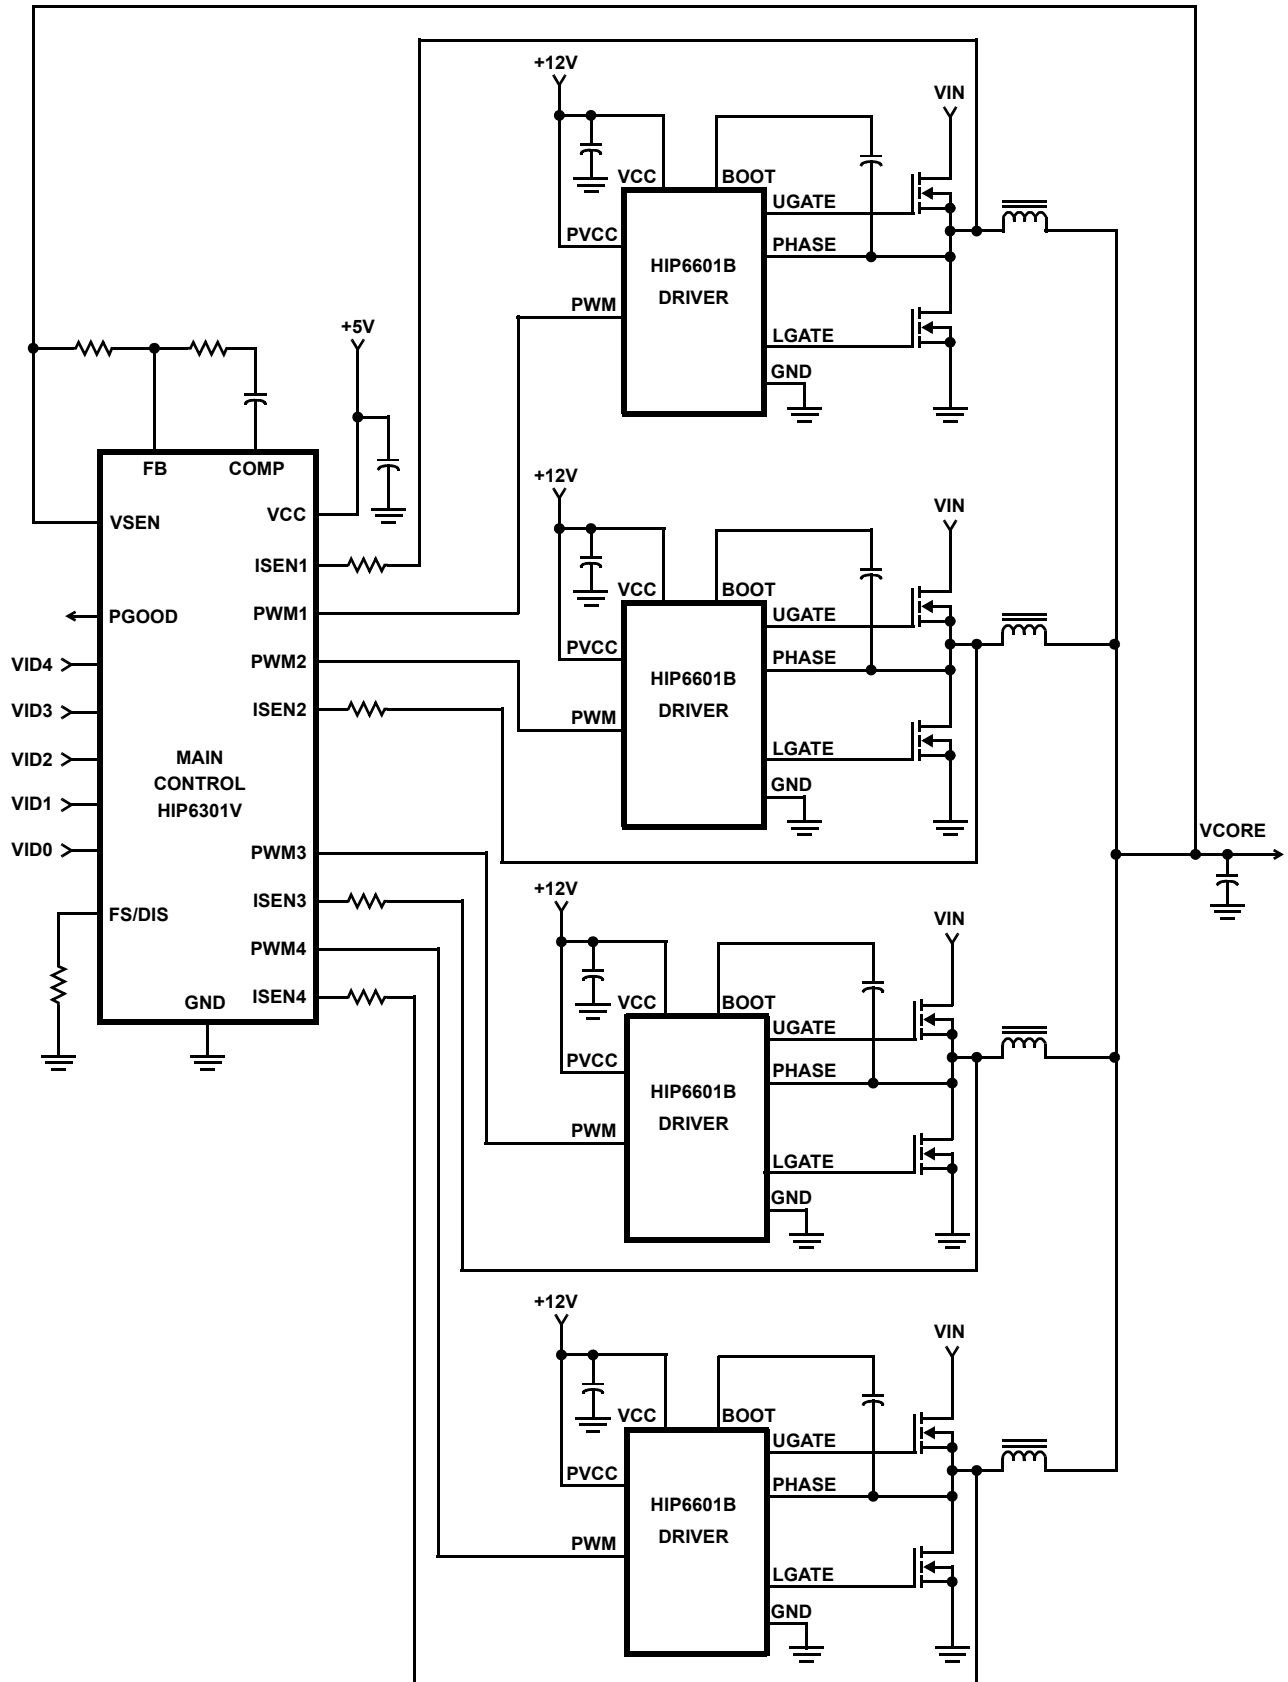 +12V
VIN
VCC
BOOT
UGATE
PVCC
PHASE
HIP6601B
DRIVER
PWM
LGATE
GND
+5V
FB
COMP
VSEN
VCC
ISEN1
PGOOD
PWM1
VID4
PWM2
VID3
ISEN2
VID2
MAIN
CONTROL
HIP6301V
VID1
VID0
PWM3
FS/DIS
ISEN3
PWM4
GND
ISEN4
+12V
VIN
VCC
BOOT
UGATE
PVCC
PHASE
HIP6601B
DRIVER
PWM
LGATE
GND
VCORE
+12V
VIN
VCC
BOOT
UGATE
PVCC
PHASE
HIP6601B
DRIVER
PWM
LGATE
GND
+12V
VIN
VCC
BOOT
UGATE
PVCC
PHASE
HIP6601B
DRIVER
PWM
LGATE
GND